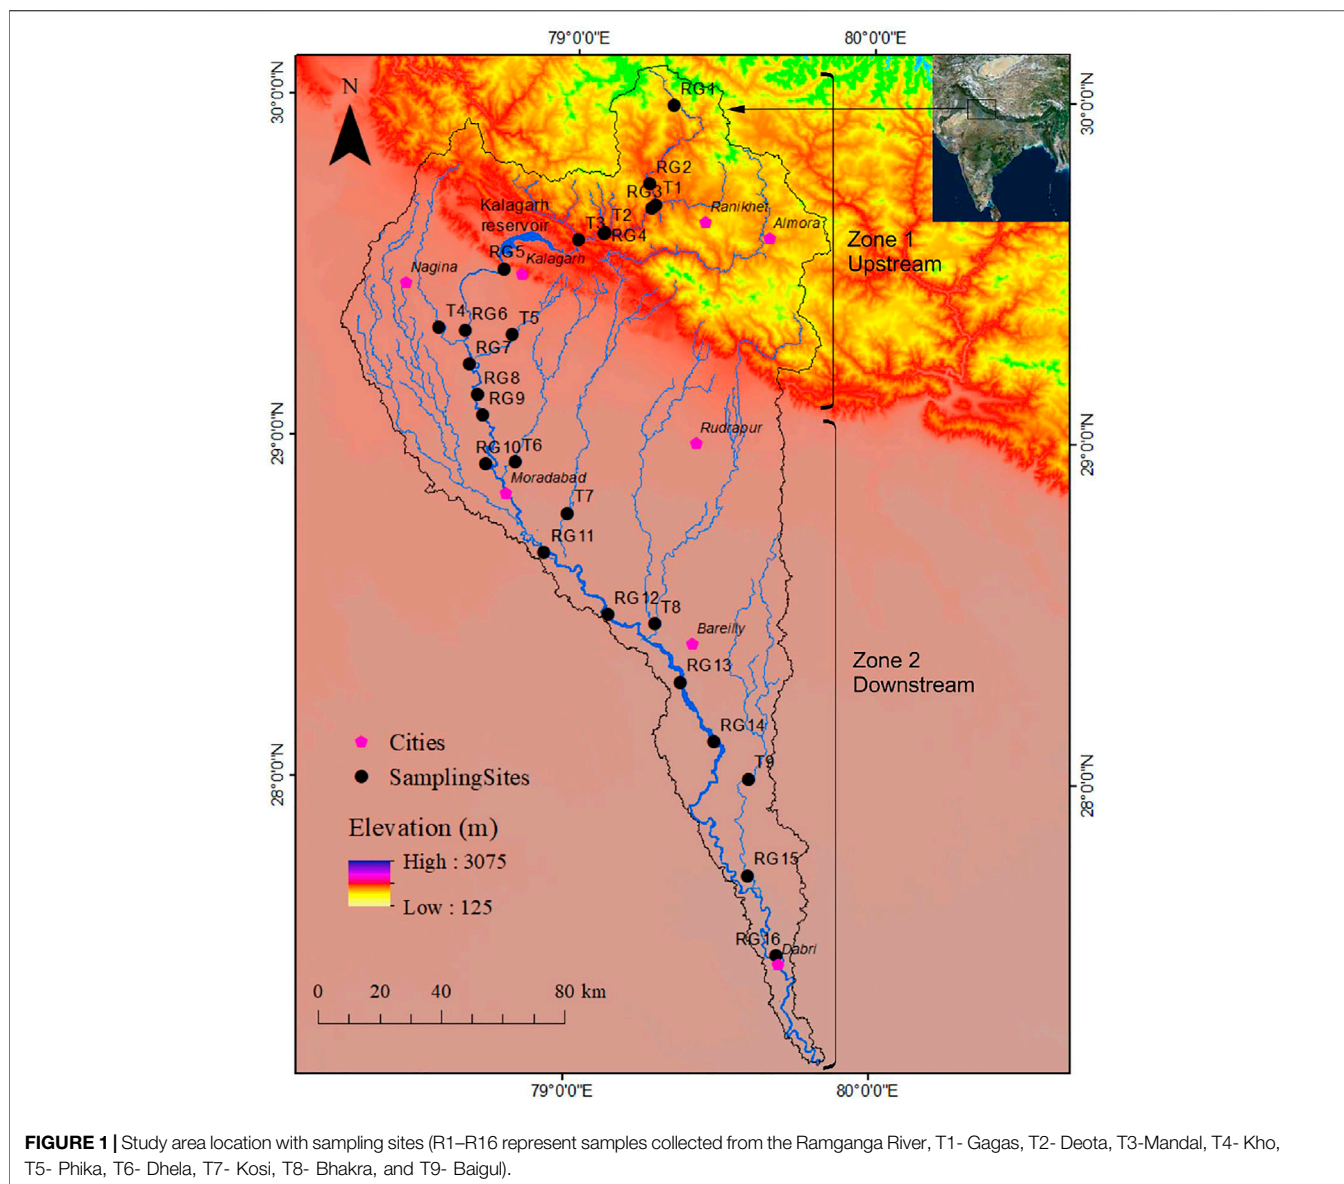 79°0'0"E
80°0'0"E
30°0'0"N
30°0'0"N
N
RG1
RG2
T1
RG3
Ranikhet
Kalagarh
reservoir
T2
T3
RG4
Almora
Zone 1
Upstream
RG5
Kalagarh
Nagina
T4
RG6
T5
RG7
RG8
RG9
Rudrapur
29°0'0"N
29°0'0"N
RG10
T6
Moradabad
T7
RG11
RG12
T8
Bareilly
RG13
Zone 2
Downstream
RG14
Cities
T9
SamplingSites
28°0'0"N
28°0'0"N
Elevation (m)
High : 3075
Low : 125
RG15
RG16
Dabri
0 20 40 80 km
79°0'0"E
80°0'0"E
FIGURE 1 | Study area location with sampling sites (R1–R16 represent samples collected from the Ramganga River, T1- Gagas, T2- Deota, T3-Mandal, T4- Kho,
T5- Phika, T6- Dhela, T7- Kosi, T8- Bhakra, and T9- Baigul).